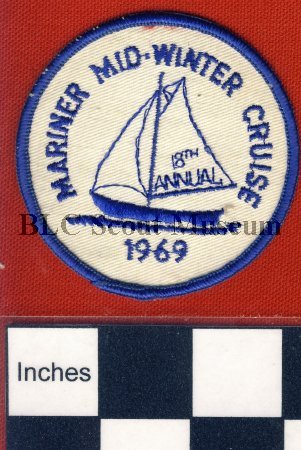 MARINER MID-WINTER CRUISE
18TH
ANNUAL
BLC Scout Museum
1969
Inches